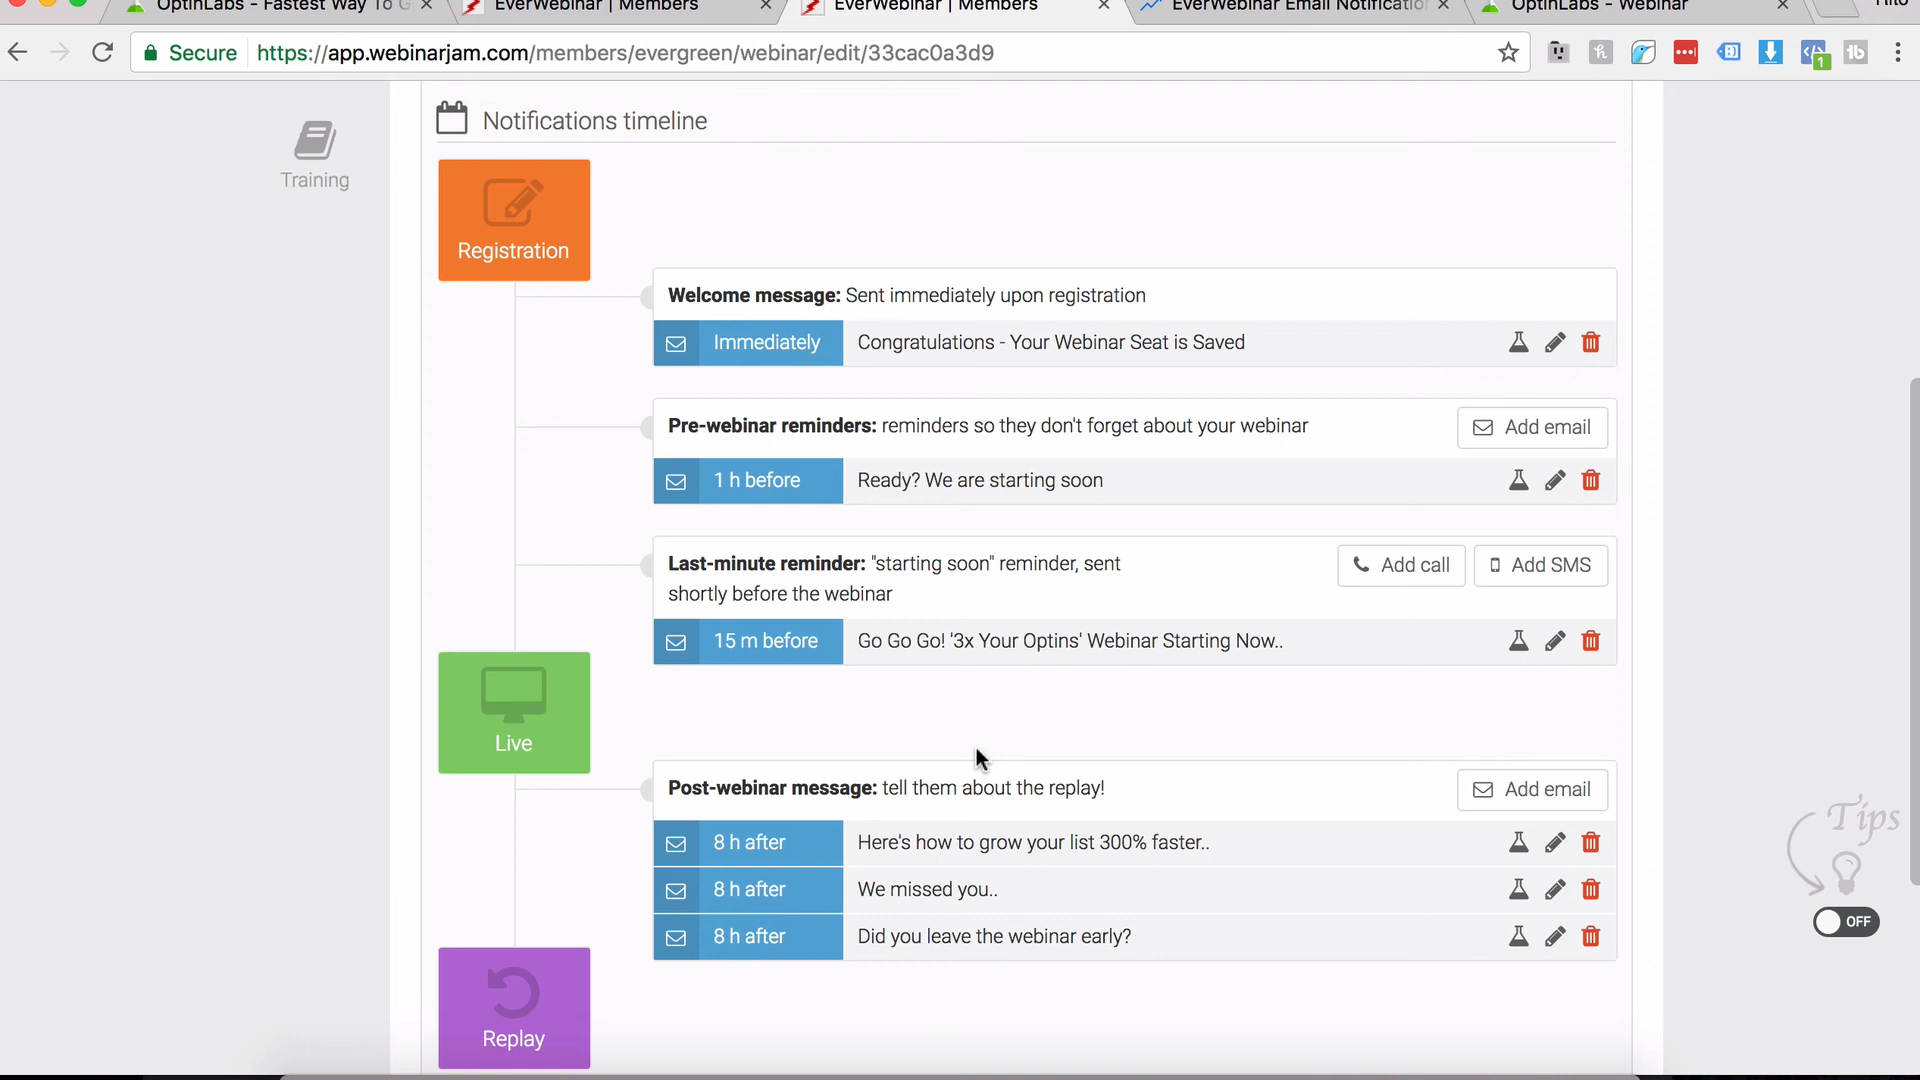 OptinLabs - Fastest Way To G
EverWebinar | Members
EverWebinar | Members
EverWebinar Email Notificatio
OptinLabs - Webinar
Secure
https://app.webinarjam.com/members/evergreen/webinar/edit/33cac0a3d9
1
Training
Notifications timeline
Registration
Welcome message: Sent immediately upon registration
Immediately
Congratulations - Your Webinar Seat is Saved
Pre-webinar reminders: reminders so they don't forget about your webinar
Add email
1 h before
Ready? We are starting soon
Last-minute reminder: "starting soon" reminder, sent
shortly before the webinar
Add call
Add SMS
15 m before
Go Go Go! '3x Your Optins' Webinar Starting Now..
Live
Post-webinar message: tell them about the replay!
Add email
8 h after
Here's how to grow your list 300% faster..
8 h after
We missed you..
8 h after
Did you leave the webinar early?
Tips
OFF
Replay